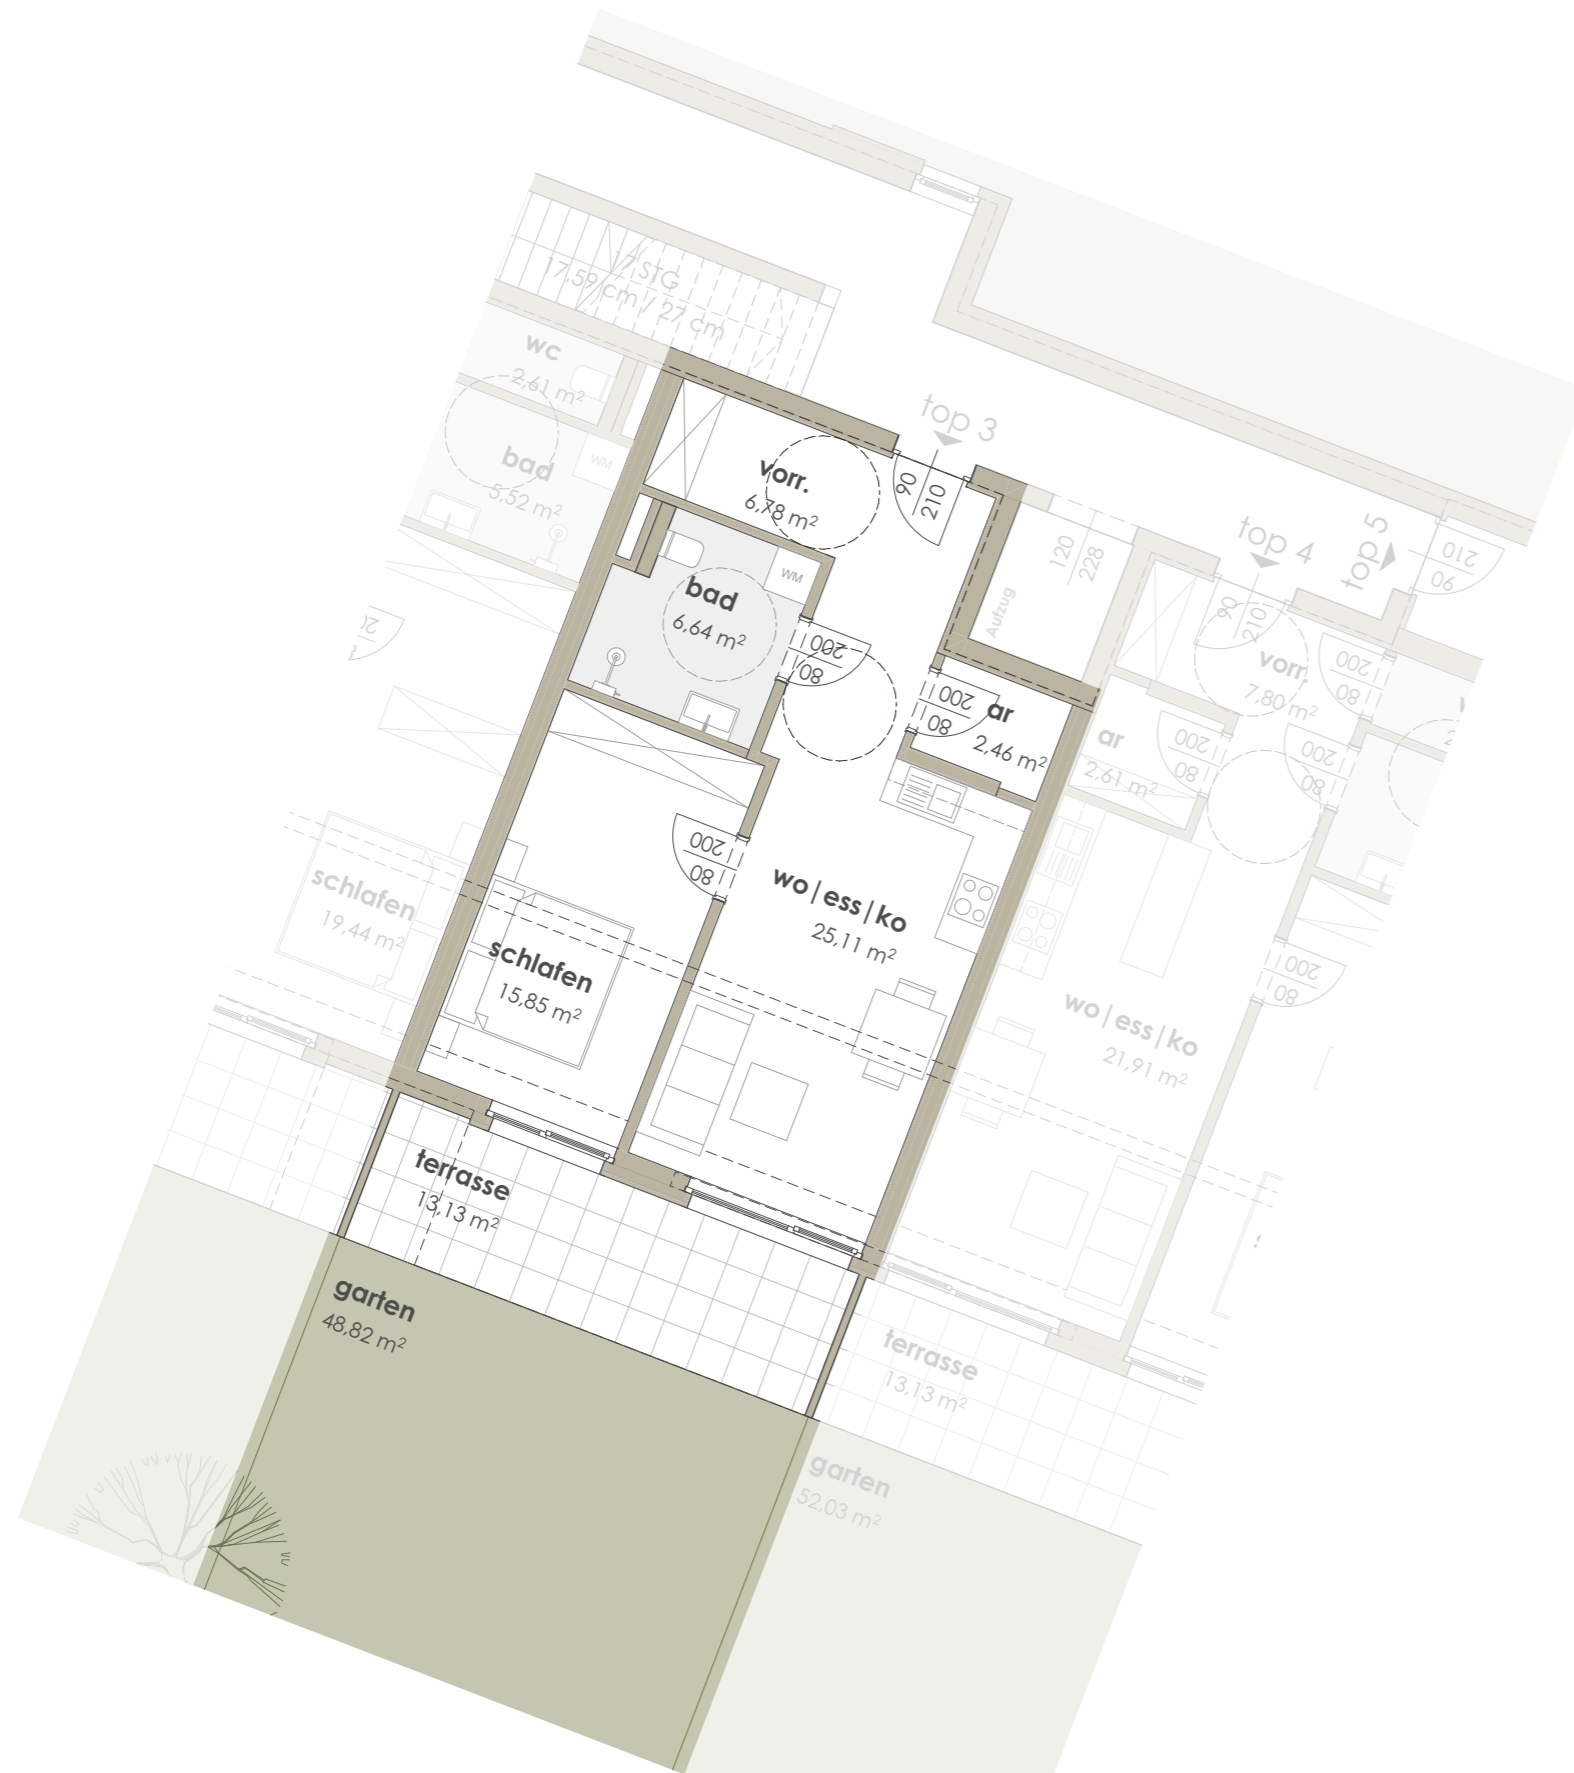 17 STG
17,59 cm / 27 cm
wc
2,61 m²
bad
5,52 m²
WM
top 3
90
210
vorr.
6,78 m²
WM
bad
6,64 m²
200
80
200
80
ar
2,46 m²
120
228
Aufzug
top 4
90
210
top 5
210
90
vorr.
7,80 m²
200
80
ar
2,61 m²
200
80
200
80
200
80
schlafen
19,44 m²
200
80
schlafen
15,85 m²
wo|ess|ko
25,11 m²
wo|ess|ko
21,91 m²
terrasse
13,13 m²
garten
48,82 m²
terrasse
13,13 m²
garten
52,03 m²